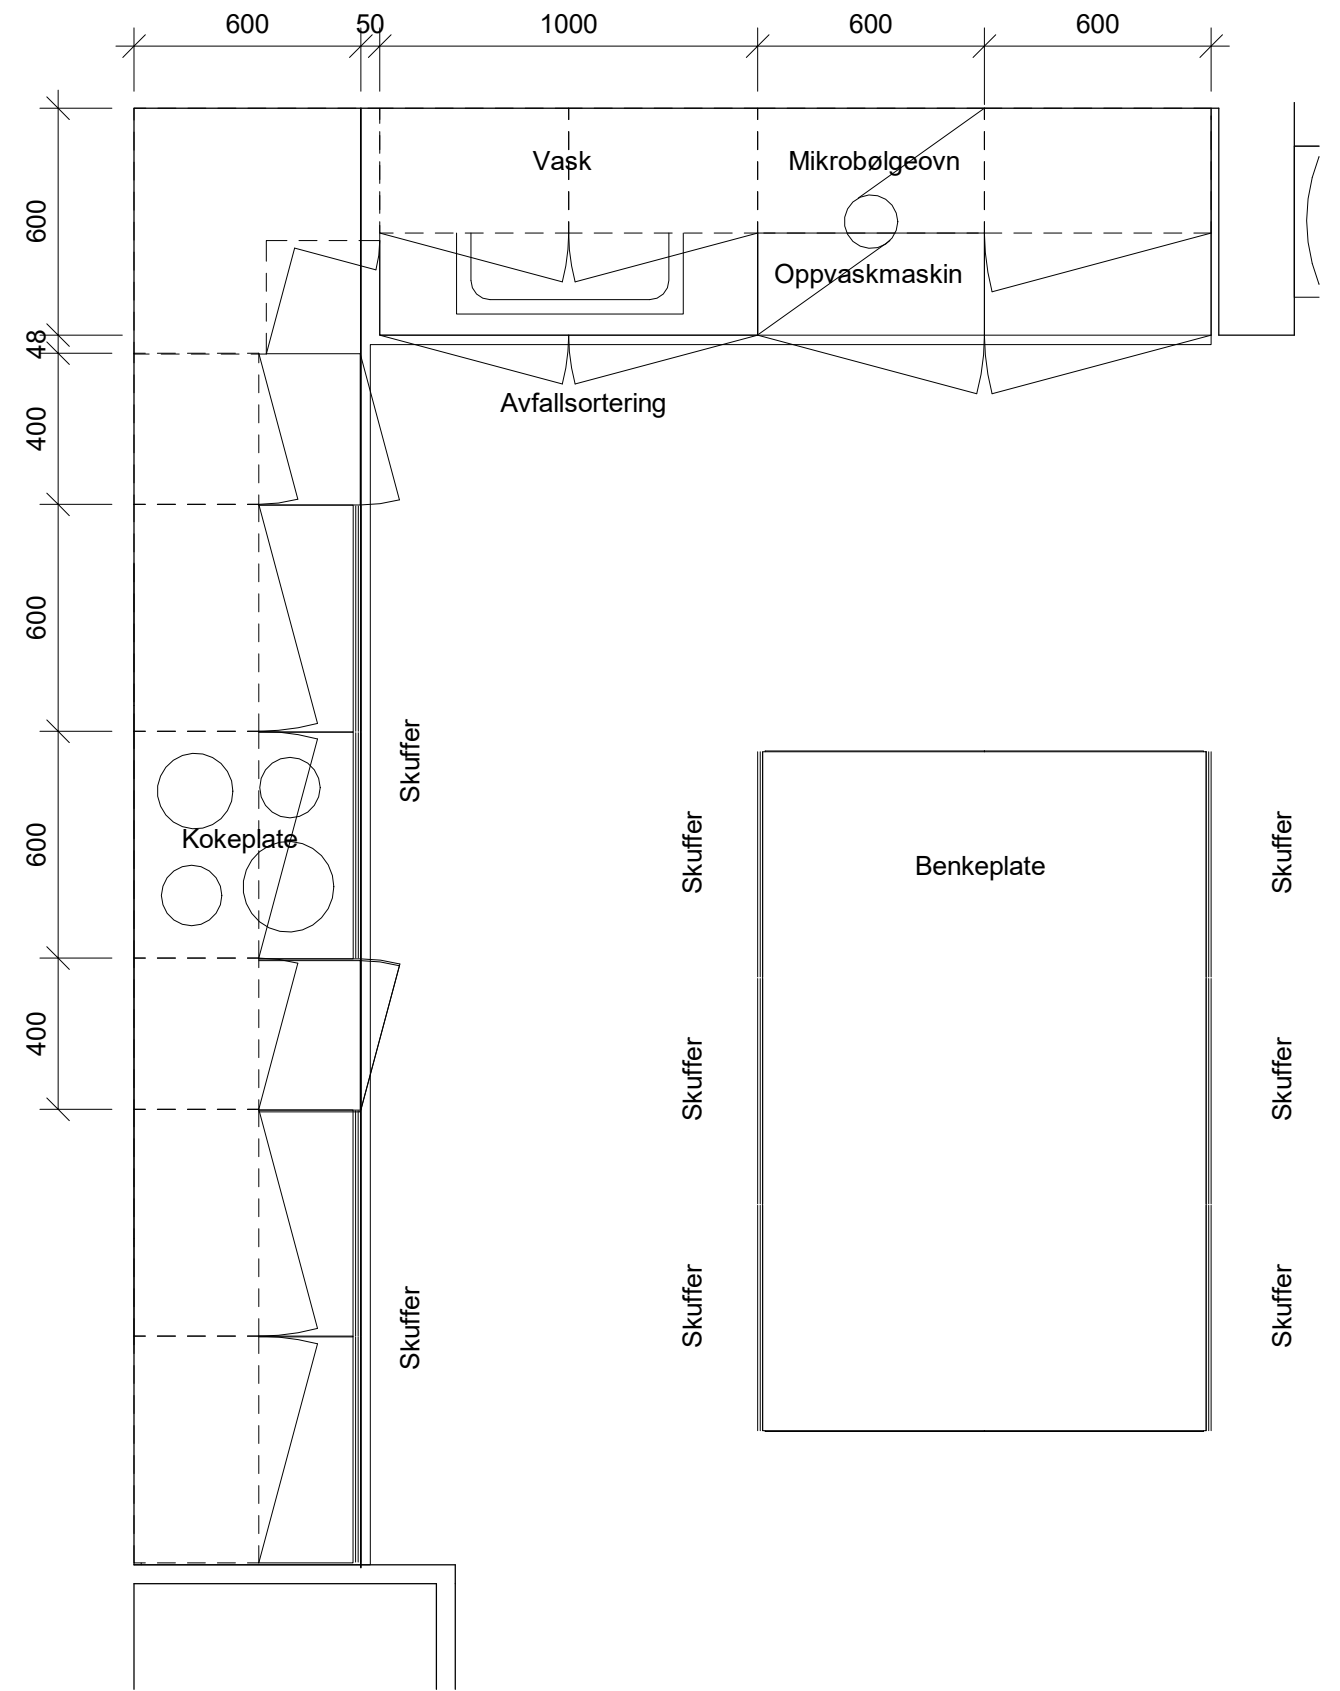 600
50
1000
600
600
Vask
Mikrobølgeovn
600
Oppvaskmaskin
48
Avfallsortering
400
600
Skuffer
Kokeplate
600
Skuffer
Benkeplate
Skuffer
400
Skuffer
Skuffer
Skuffer
Skuffer
Skuffer